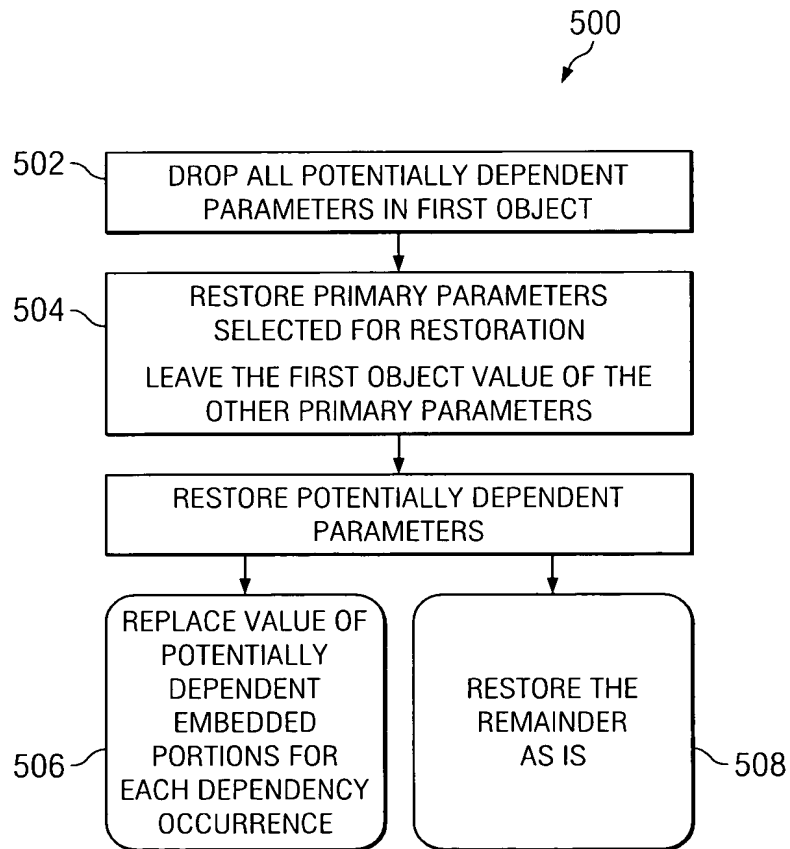 500
502
DROP ALL POTENTIALLY DEPENDENT
PARAMETERS IN FIRST OBJECT
504
RESTORE PRIMARY PARAMETERS
SELECTED FOR RESTORATION
LEAVE THE FIRST OBJECT VALUE OF THE
OTHER PRIMARY PARAMETERS
RESTORE POTENTIALLY DEPENDENT
PARAMETERS
506
REPLACE VALUE OF
POTENTIALLY
DEPENDENT
EMBEDDED
PORTIONS FOR
EACH DEPENDENCY
OCCURRENCE
RESTORE THE
REMAINDER
AS IS
508